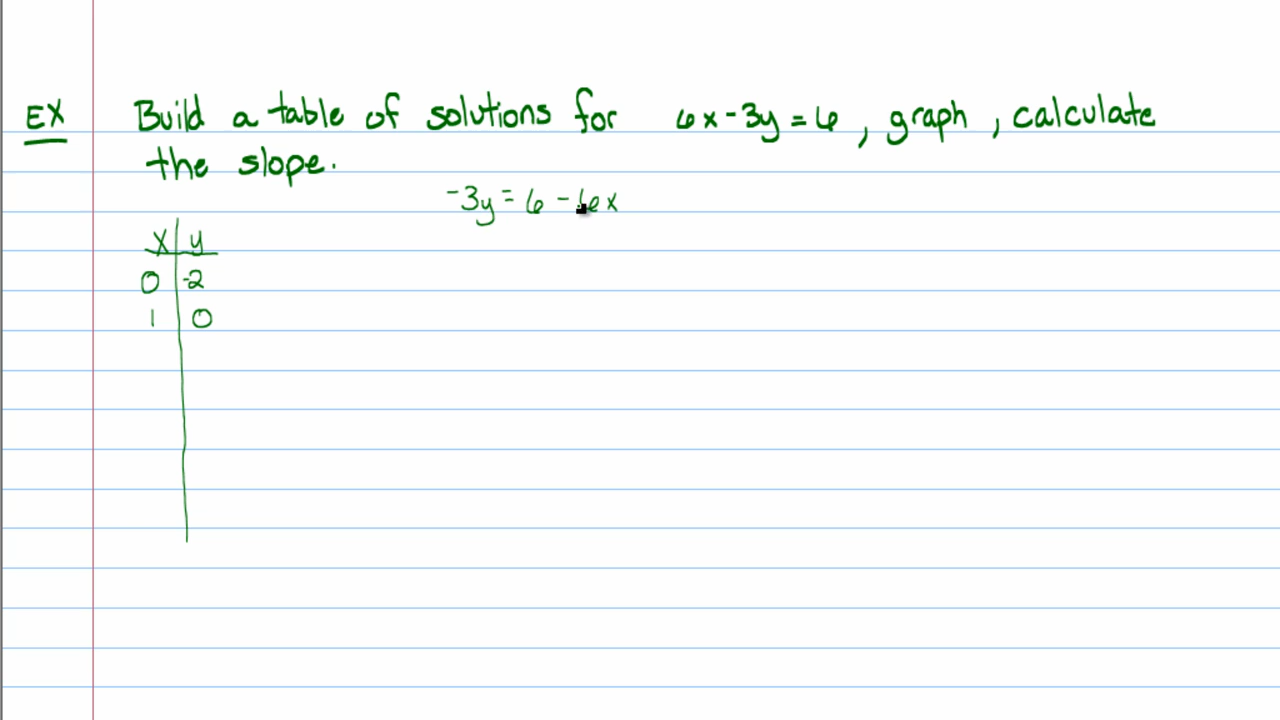 EX Build a table of solutions for 6x-3y=6, graph, calculate
the slope.
-3y=6-6x
x y
0 -2
1 0